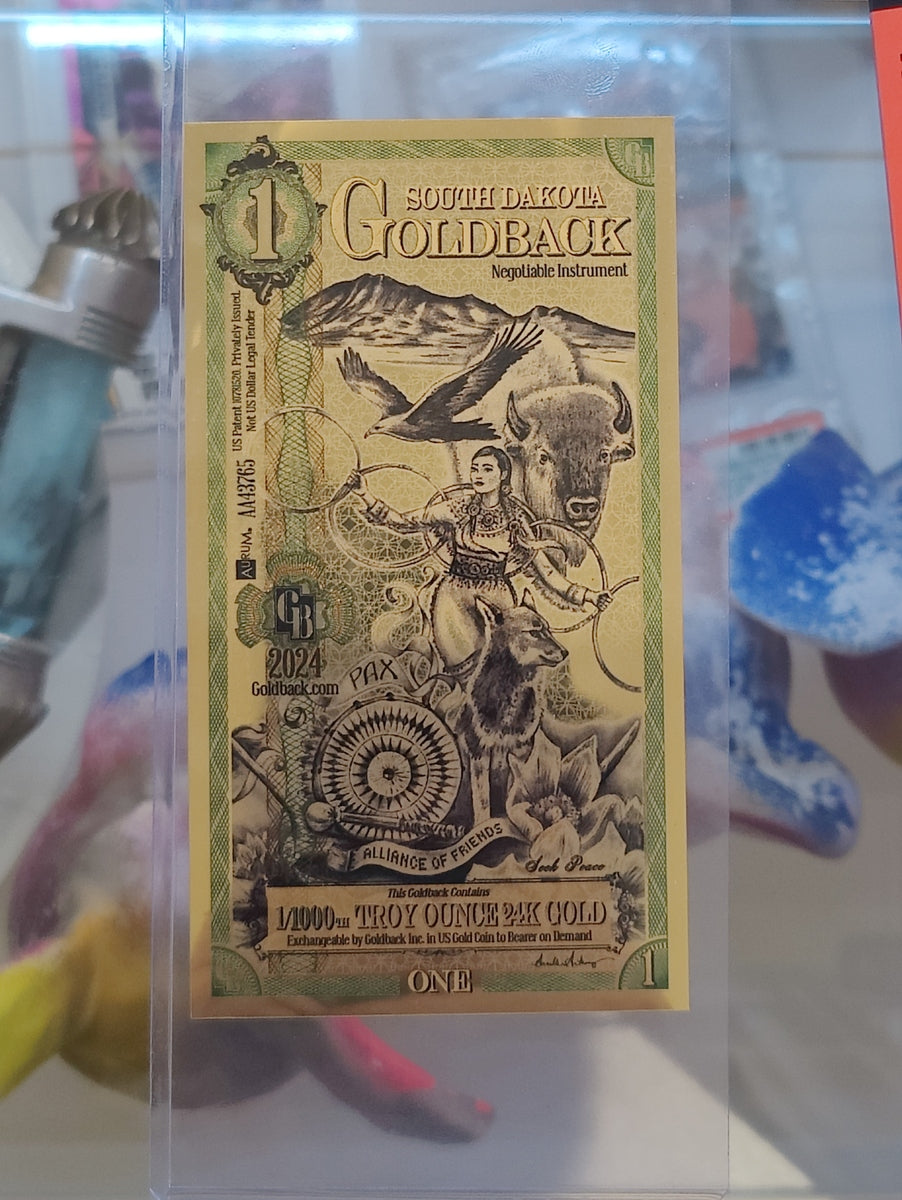 1
SOUTH DAKOTA
GOLDBACK
Negotiable Instrument
US Patent 10781520. Privately Issued.
Not US Dollar Legal Tender
AURUM. AA43765
GB
2024
Goldback.com
PAX
ALLIANCE OF FRIENDS
Seek Peace
This Goldback Contains
1/1000TH TROY OUNCE 24K GOLD
Exchangeable by Goldback Inc. in US Gold Coin to Bearer on Demand
ONE
1